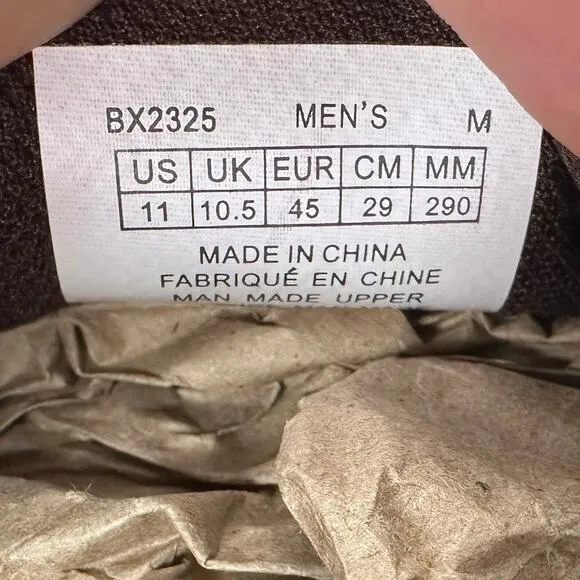 BX2325 MEN'S M
US UK EUR CM MM
11 10.5 45 29 290
MADE IN CHINA
FABRIQUÉ EN CHINE
MAN MADE UPPER